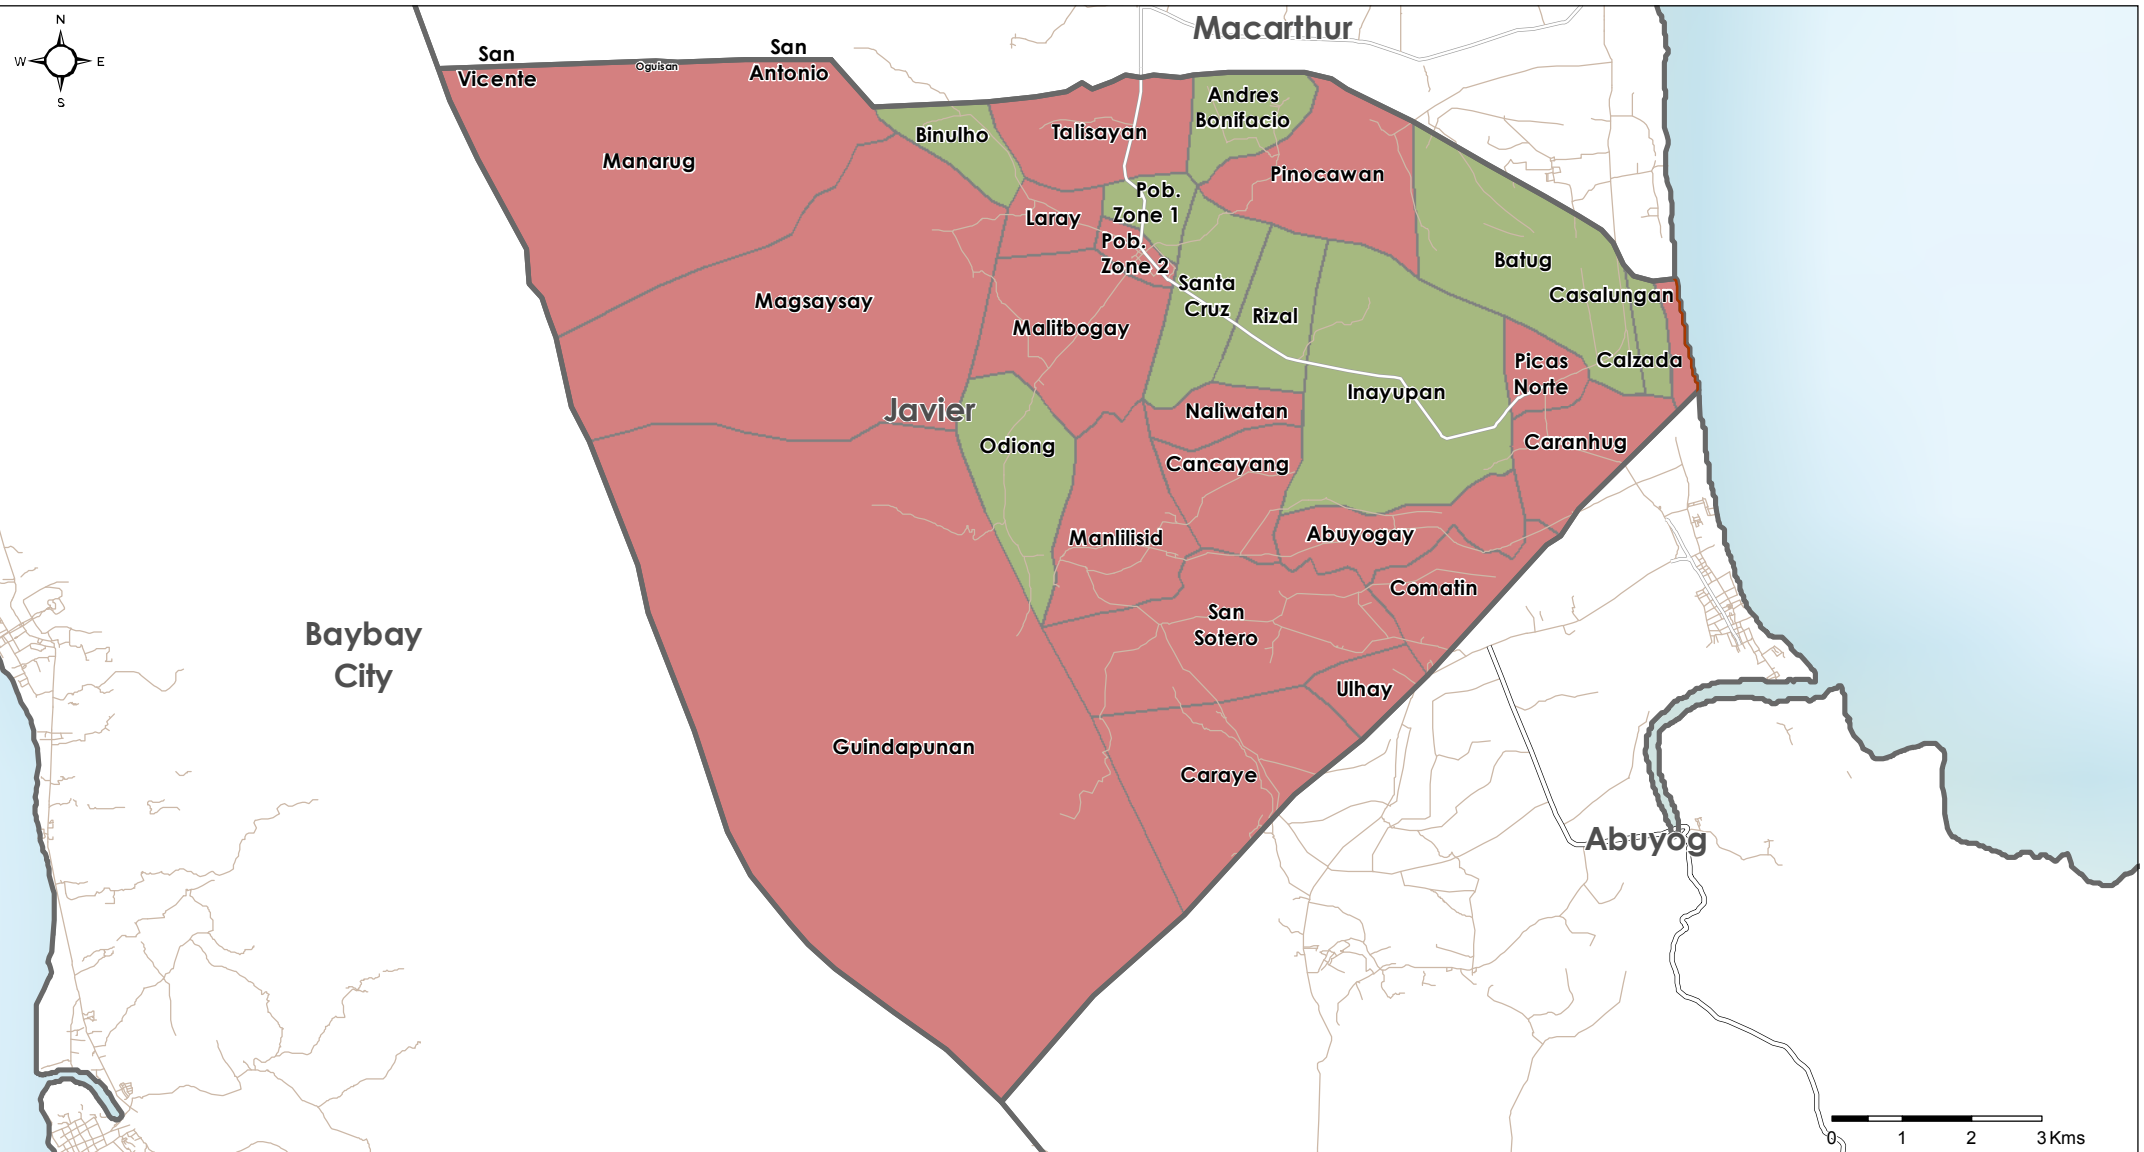 Macarthur
N
W
E
S
San
Vicente
Oguisan
San
Antonio
Andres
Bonifacio
Binulho
Talisayan
Manarug
Pinocawan
Pob.
Zone 1
Laray
Pob.
Zone 2
Batug
Santa
Cruz
Casalungan
Magsaysay
Rizal
Malitbogay
Picas
Norte
Calzada
Inayupan
Javier
Naliwatan
Odiong
Caranhug
Cancayang
Manlilisid
Abuyogay
Comatin
San
Sotero
Baybay
City
Ulhay
Guindapunan
Caraye
Abuyog
0 1 2 3 Kms